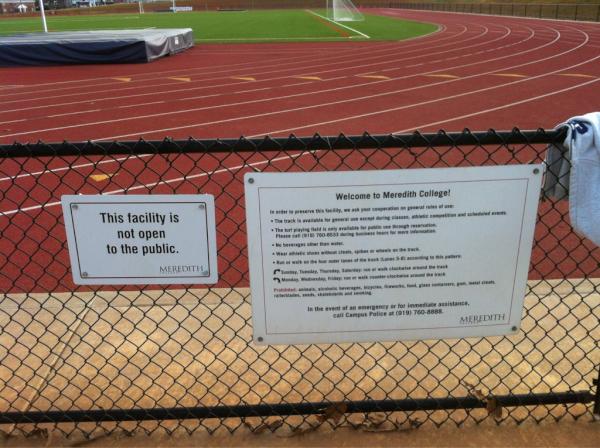 This facility is
not open
to the public.
MEREDITH
Welcome to Meredith College!
In order to preserve this facility, we ask your cooperation on general rules of use:
• The track is available for general use except during classes, athletic competition and scheduled events.
• The turf playing field is only available for public use through reservation.
Please call (919) 760-8533 during business hours for more information.
• No beverages other than water.
• Wear athletic shoes without cleats, spikes or wheels on the track.
• Run or walk on the four outer lanes of the track (Lanes 5-8) according to this pattern:
Sunday, Tuesday, Thursday, Saturday: run or walk clockwise around the track
Monday, Wednesday, Friday: run or walk counter-clockwise around the track
Prohibited: animals, alcoholic beverages, bicycles, fireworks, food, glass containers, gum, metal cleats,
rollerblades, seeds, skateboards and smoking.
In the event of an emergency or for immediate assistance,
call Campus Police at (919) 760-8888.
MEREDITH